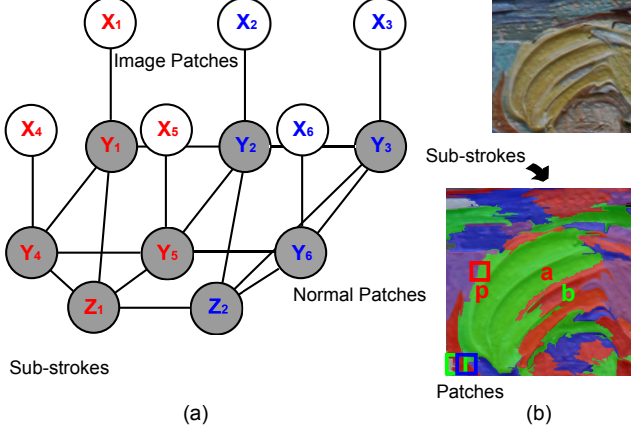 X1 X2 X3
Image Patches
X4 X5 X6
Y1 Y2 Y3
Sub-strokes
Y4 Y5 Y6
a
p
b
Normal Patches
Z1 Z2
Sub-strokes
Patches
(a) (b)